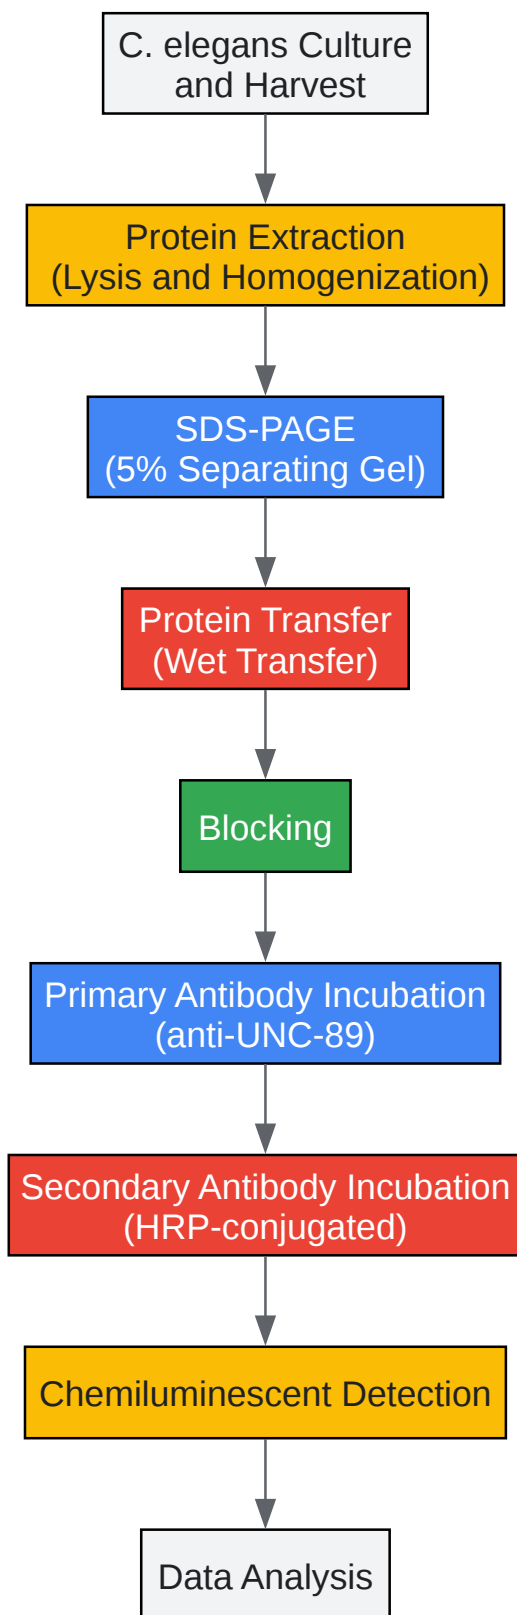 C. elegans Culture
and Harvest
Protein Extraction
(Lysis and Homogenization)
SDS-PAGE
(5% Separating Gel)
Protein Transfer
(Wet Transfer)
Blocking
Primary Antibody Incubation
(anti-UNC-89)
Secondary Antibody Incubation
(HRP-conjugated)
Chemiluminescent Detection
Data Analysis